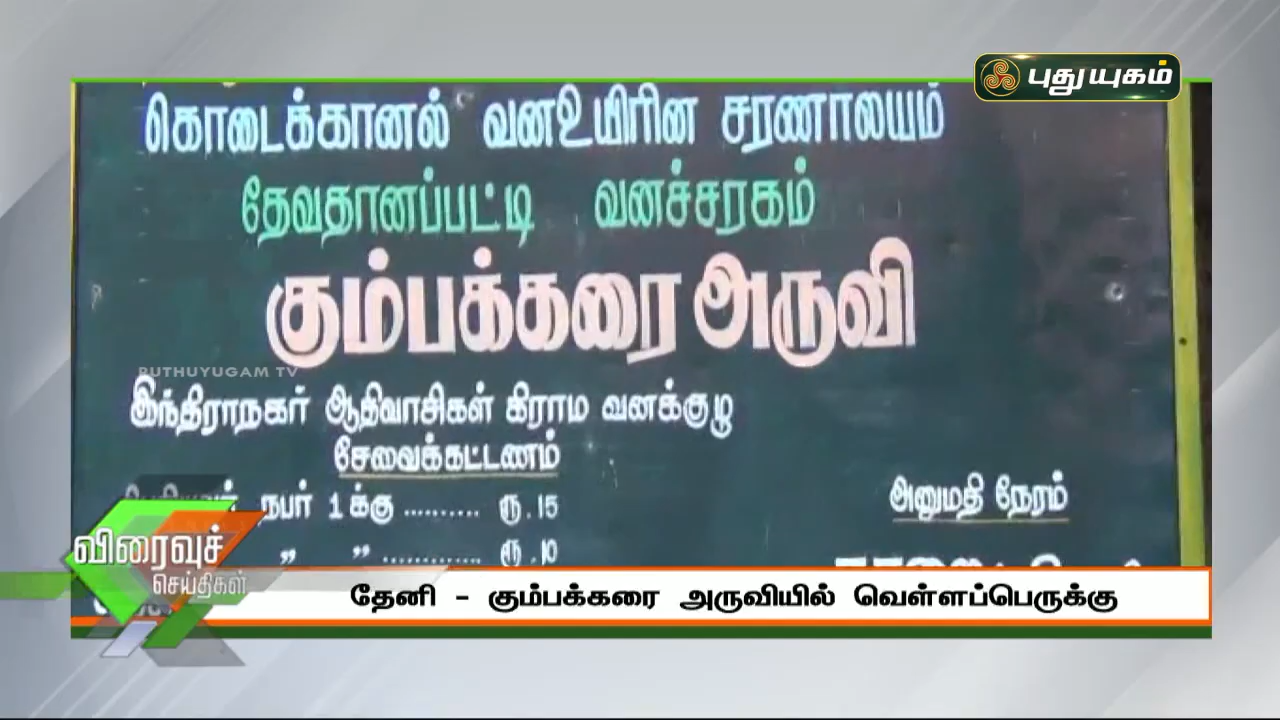 புதுயுகம்
கொடைக்கானல் வனஉயிரின சரணாலயம்
தேவதானப்பட்டி வனச்சரகம்
கும்பக்கரை அருவி
PUTHUYUGAM TV
இந்திராநகர் ஆதிவாசிகள் கிராம வனக்குழு
சேவைக்கட்டணம்
நபர் 1 க்கு .......... ரூ. 15
அனுமதி நேரம்
„ „ ............ ரூ. 10
விரைவுச்
செய்திகள்
தேனி - கும்பக்கரை அருவியில் வெள்ளப்பெருக்கு